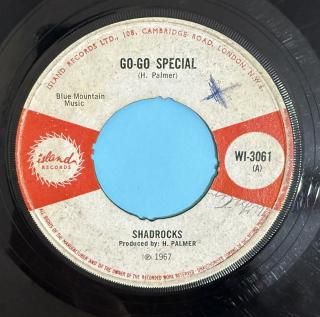 ISLAND RECORDS LTD., 108, CAMBRIDGE ROAD, LONDON, N.W.6.
GO-GO SPECIAL
(H. Palmer)
Blue Mountain
Music
island
RECORDS
WI-3061
(A)
SHADROCKS
Produced by: H. PALMER
℗ 1967